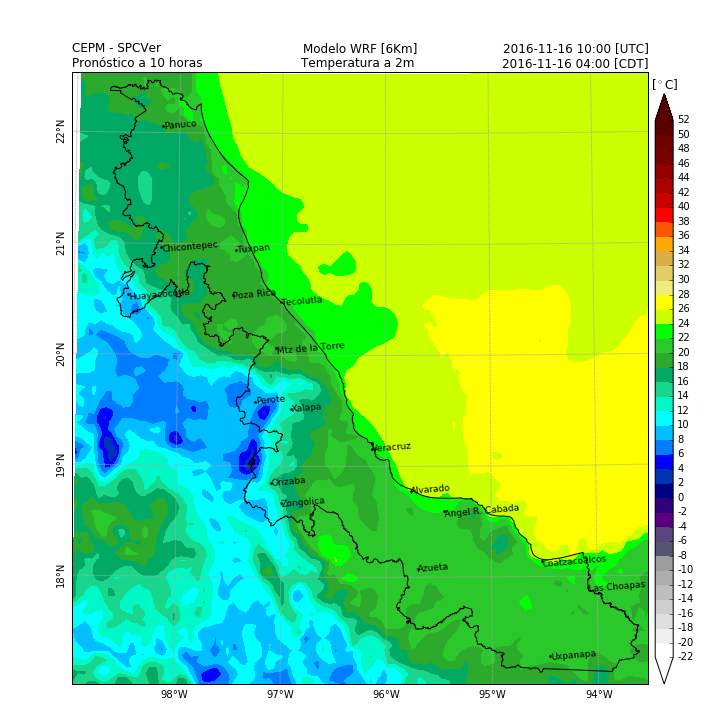 CEPM - SPCVer Modelo WRF [6Km] 2016-11-16 10:00 [UTC]
Pronóstico a 10 horas Temperatura a 2m 2016-11-16 04:00 [CDT]
[°C]
52
50
48
46
44
42
40
38
36
34
32
30
28
26
24
22
20
18
16
14
12
10
8
6
4
2
0
-2
-4
-6
-8
-10
-12
-14
-16
-18
-20
-22
22°N
21°N
20°N
19°N
18°N
Panuco
Chicontepec
Tuxpan
Huayacocotla
Poza Rica
Tecolutla
Mtz de la Torre
Perote
Xalapa
Veracruz
Orizaba
Alvarado
Zongolica
Angel R. Cabada
Coatzacoalcos
Azueta
Las Choapas
Uxpanapa
98°W 97°W 96°W 95°W 94°W